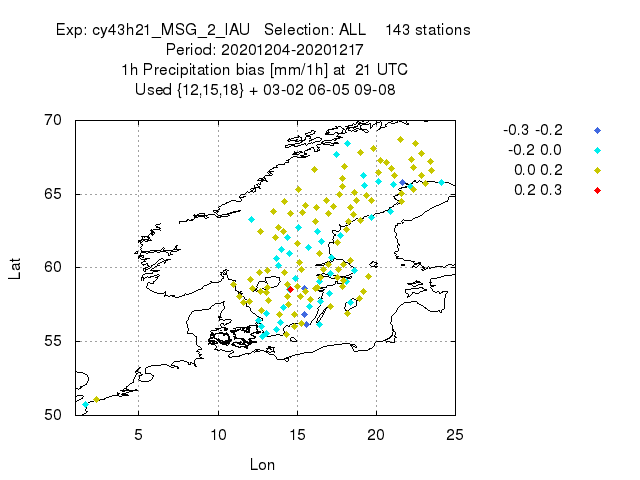 Exp: cy43h21_MSG_2_IAU   Selection: ALL    143 stations
Period: 20201204-20201217
1h Precipitation bias [mm/1h] at  21 UTC
Used {12,15,18} + 03-02 06-05 09-08
70
65
60
55
50
Lat
5 10 15 20 25
Lon
-0.3 -0.2
-0.2 0.0
0.0 0.2
0.2 0.3